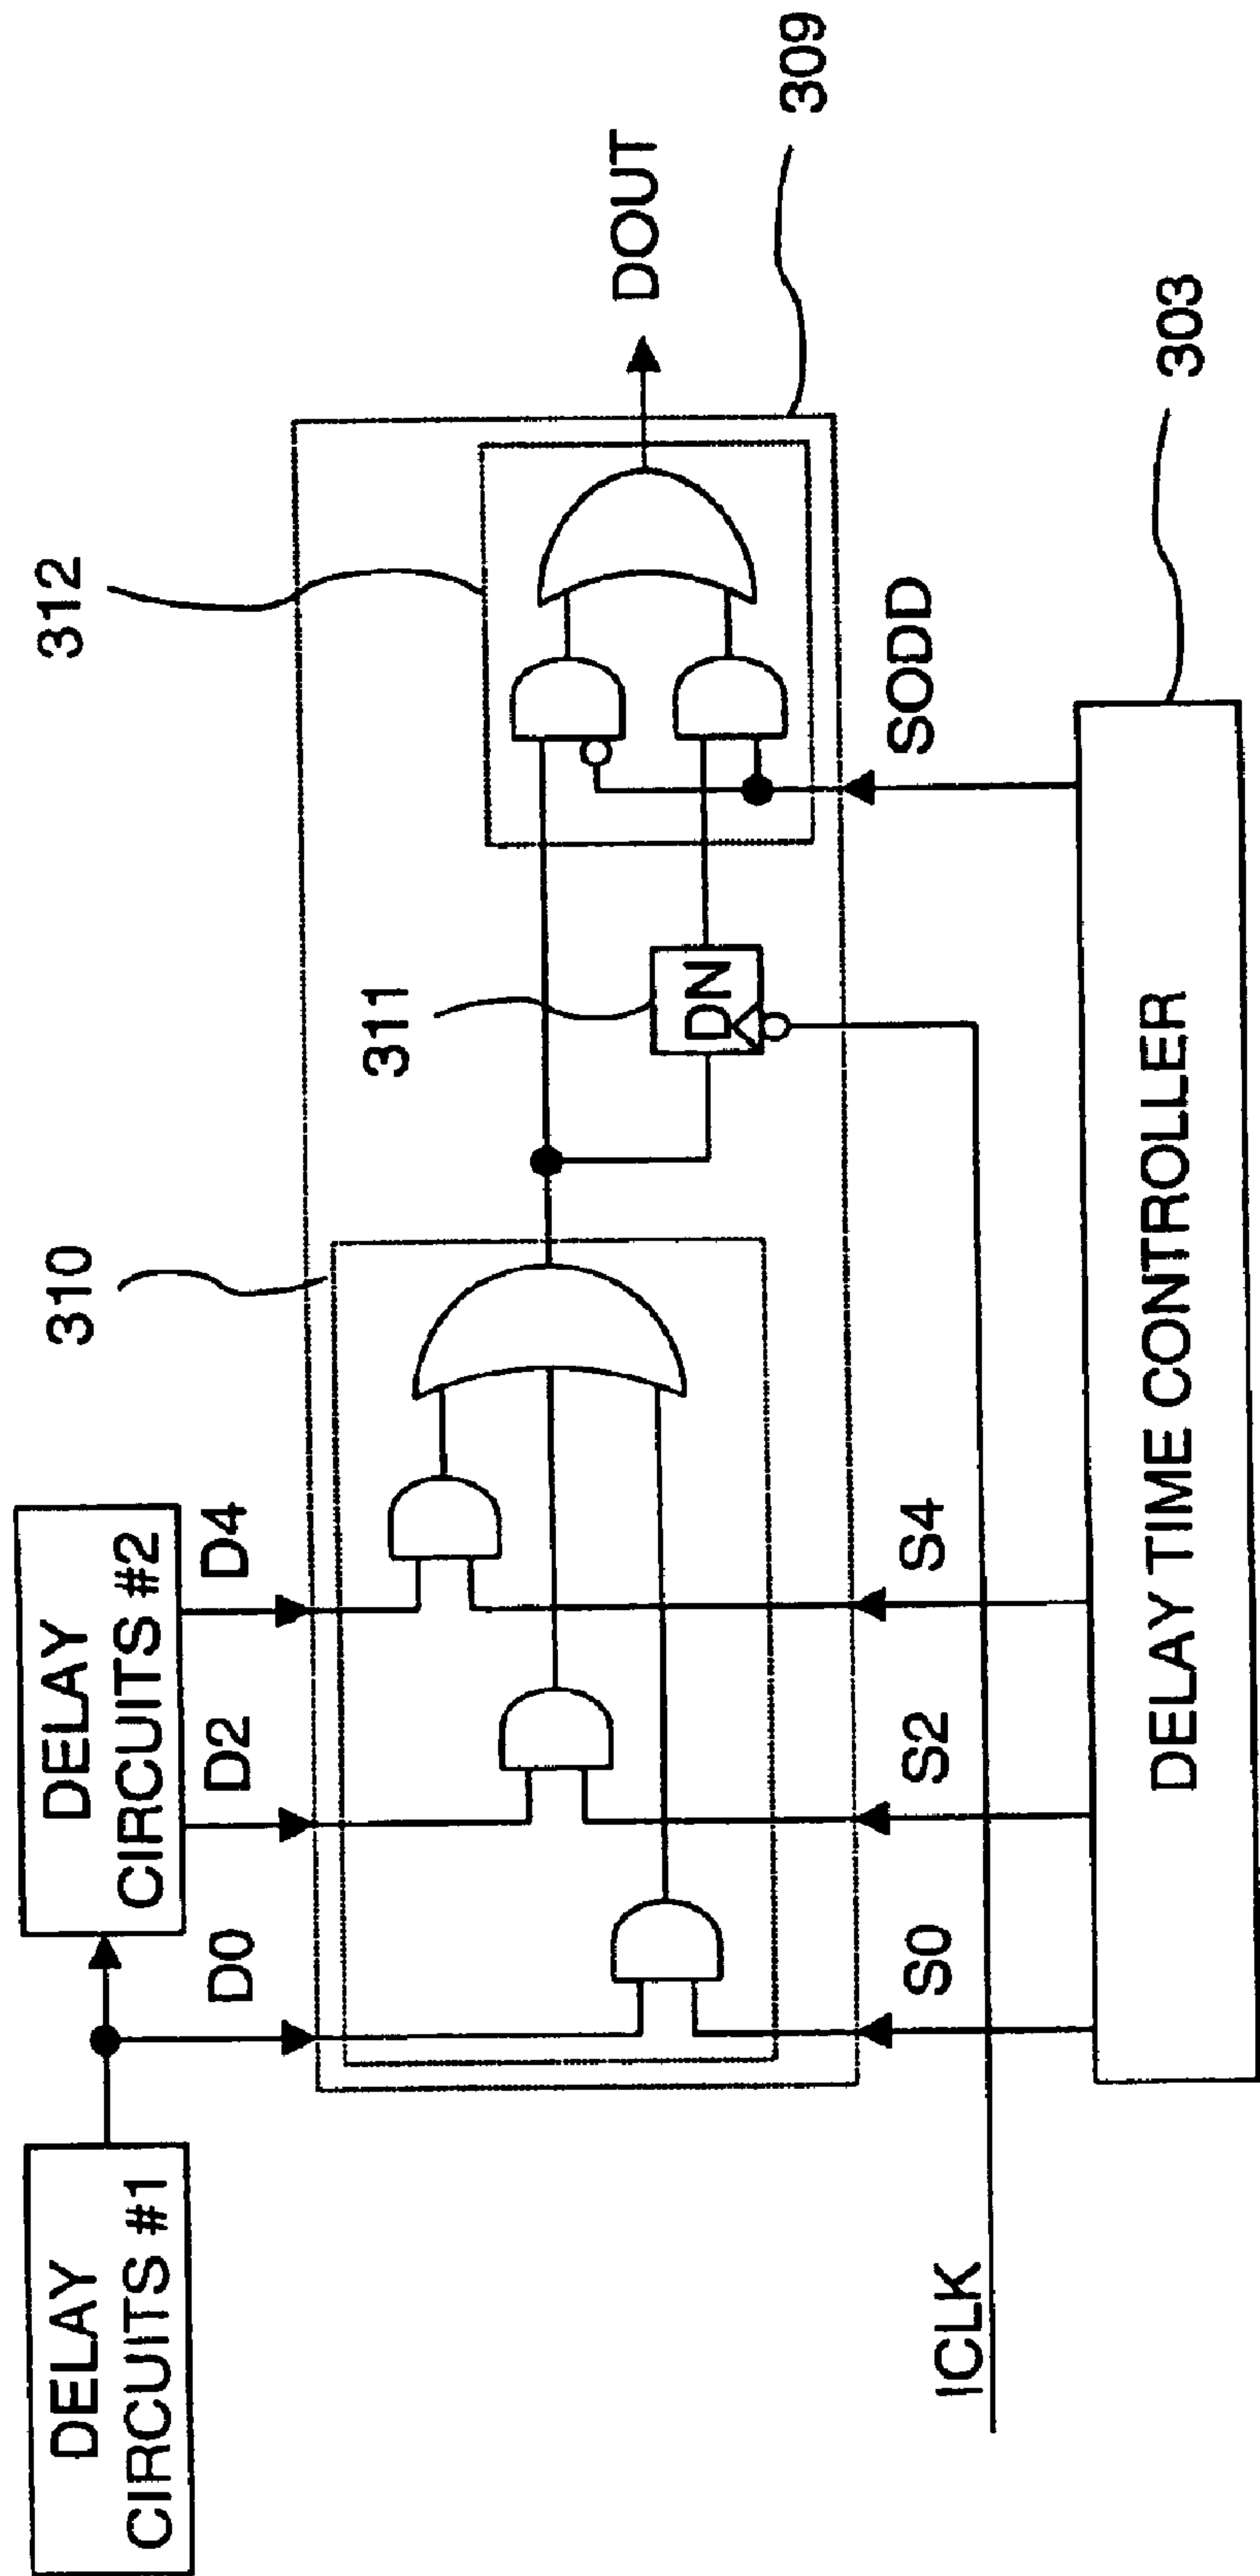 DELAY
CIRCUITS #1
DELAY
CIRCUITS #2
D0
D2
D4
310
311
312
DN
DOUT
309
S0
S2
S4
SODD
ICLK
DELAY TIME CONTROLLER
303